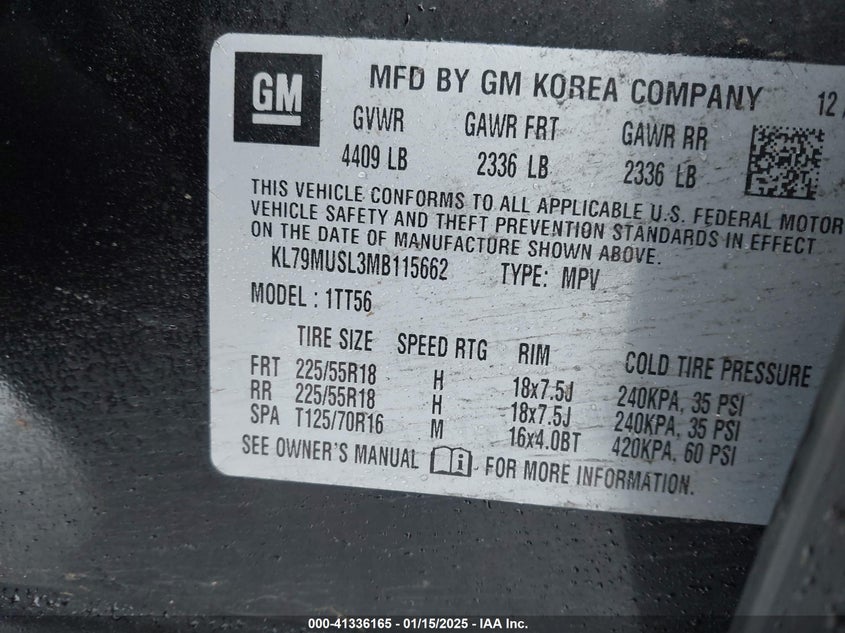 GM
MFD BY GM KOREA COMPANY 12
GVWR GAWR FRT GAWR RR
4409 LB 2336 LB 2336 LB
THIS VEHICLE CONFORMS TO ALL APPLICABLE U.S. FEDERAL MOTOR
VEHICLE SAFETY AND THEFT PREVENTION STANDARDS IN EFFECT
ON THE DATE OF MANUFACTURE SHOWN ABOVE.
KL79MUSL3MB115662 TYPE: MPV
MODEL : 1TT56
TIRE SIZE SPEED RTG RIM COLD TIRE PRESSURE
FRT 225/55R18 H 18x7.5J 240KPA, 35 PSI
RR 225/55R18 H 18x7.5J 240KPA, 35 PSI
SPA T125/70R16 M 16x4.0BT 420KPA, 60 PSI
SEE OWNER'S MANUAL i FOR MORE INFORMATION.
000-41336165 - 01/15/2025 - IAA Inc.